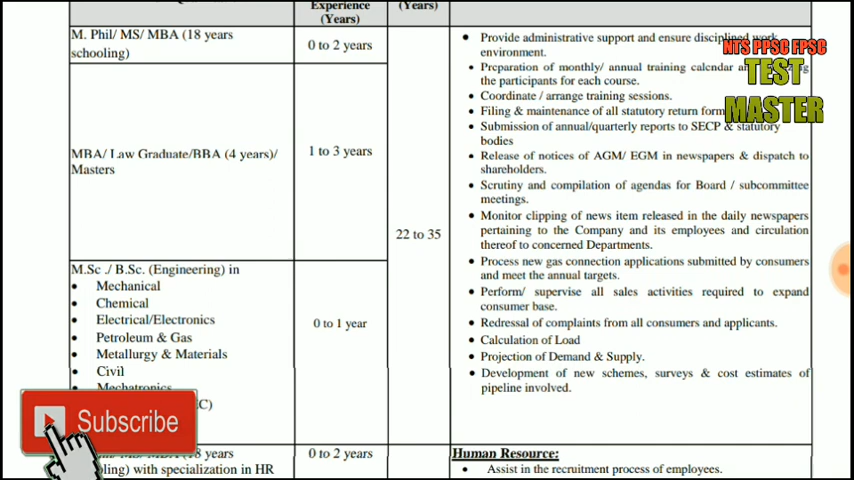 Experience
(Years)
(Years)
M. Phil/ MS/ MBA (18 years
schooling)
0 to 2 years
MBA/ Law Graduate/BBA (4 years)/
Masters
1 to 3 years
M.Sc ./ B.Sc. (Engineering) in
• Mechanical
• Chemical
• Electrical/Electronics
• Petroleum & Gas
• Metallurgy & Materials
• Civil
• Mechatronics
0 to 1 year
22 to 35
• Provide administrative support and ensure disciplined work
environment.
• Preparation of monthly/ annual training calendar
the participants for each course.
• Coordinate / arrange training sessions.
• Filing & maintenance of all statutory return
• Submission of annual/quarterly reports to SECP & statutory
bodies
• Release of notices of AGM/ EGM in newspapers & dispatch to
shareholders.
• Scrutiny and compilation of agendas for Board / subcommittee
meetings.
• Monitor clipping of news item released in the daily newspapers
pertaining to the Company and its employees and circulation
thereof to concerned Departments.
• Process new gas connection applications submitted by consumers
and meet the annual targets.
• Perform/ supervise all sales activities required to expand
consumer base.
• Redressal of complaints from all consumers and applicants.
• Calculation of Load
• Projection of Demand & Supply.
• Development of new schemes, surveys & cost estimates of
pipeline involved.
18 years
with specialization in HR
0 to 2 years
Human Resource:
• Assist in the recruitment process of employees.
NTS PPSC FPSC
TEST
MASTER
Subscribe